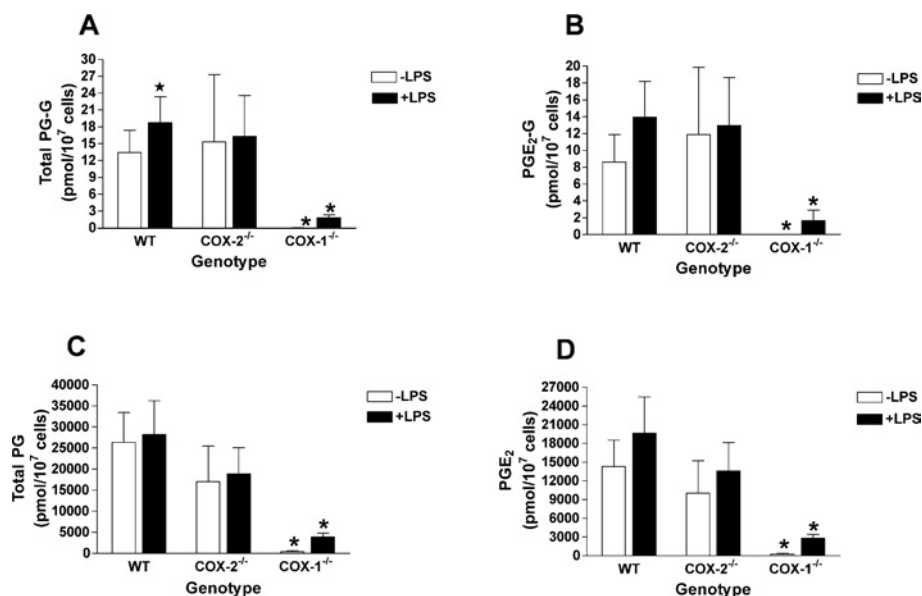 A
Total PG-G
(pmol/10⁷ cells)
30
27
24
21
18
15
12
9
6
3
0
★
* *
WT COX-2⁻/⁻ COX-1⁻/⁻
Genotype
-LPS
+LPS
B
PGE₂-G
(pmol/10⁷ cells)
20
18
16
14
12
10
8
6
4
2
0
* *
WT COX-2⁻/⁻ COX-1⁻/⁻
Genotype
-LPS
+LPS
C
Total PG
(pmol/10⁷ cells)
40000
35000
30000
25000
20000
15000
10000
5000
0
* *
WT COX-2⁻/⁻ COX-1⁻/⁻
Genotype
-LPS
+LPS
D
PGE₂
(pmol/10⁷ cells)
27000
24000
21000
18000
15000
12000
9000
6000
3000
0
* *
WT COX-2⁻/⁻ COX-1⁻/⁻
Genotype
-LPS
+LPS